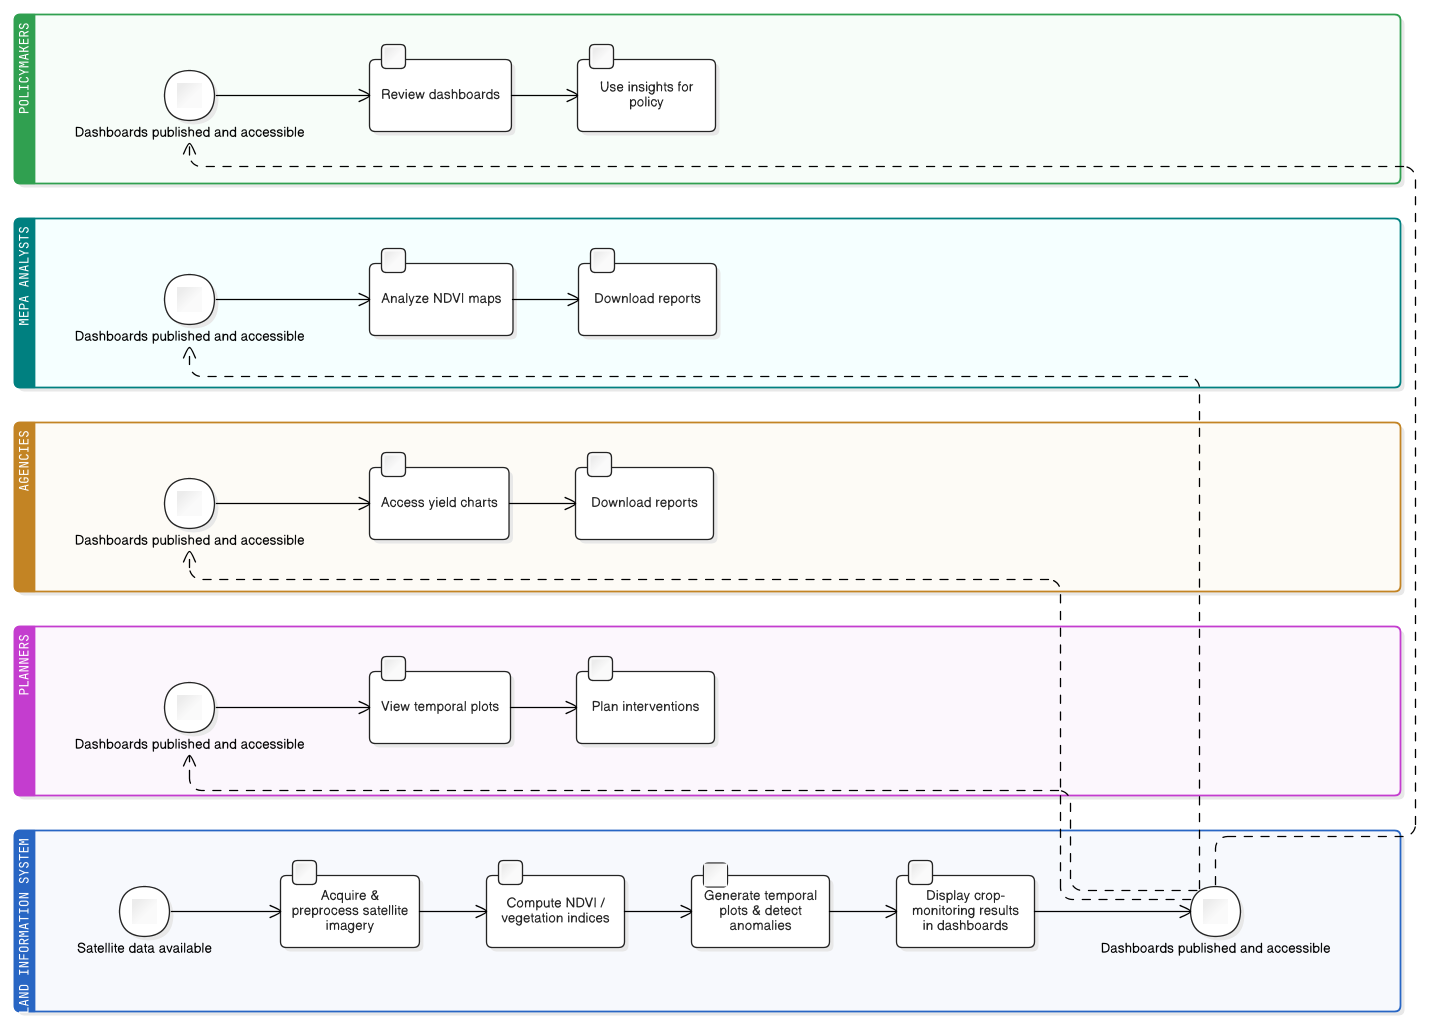 POLICYMAKERS
Review dashboards
Use insights for
policy
Dashboards published and accessible
MEPA ANALYSTS
Analyze NDVI maps
Download reports
Dashboards published and accessible
AGENCIES
Access yield charts
Download reports
Dashboards published and accessible
PLANNERS
View temporal plots
Plan interventions
Dashboards published and accessible
LAND INFORMATION SYSTEM
Satellite data available
Acquire &
preprocess satellite
imagery
Compute NDVI /
vegetation indices
Generate temporal
plots & detect
anomalies
Display crop-
monitoring results
in dashboards
Dashboards published and accessible